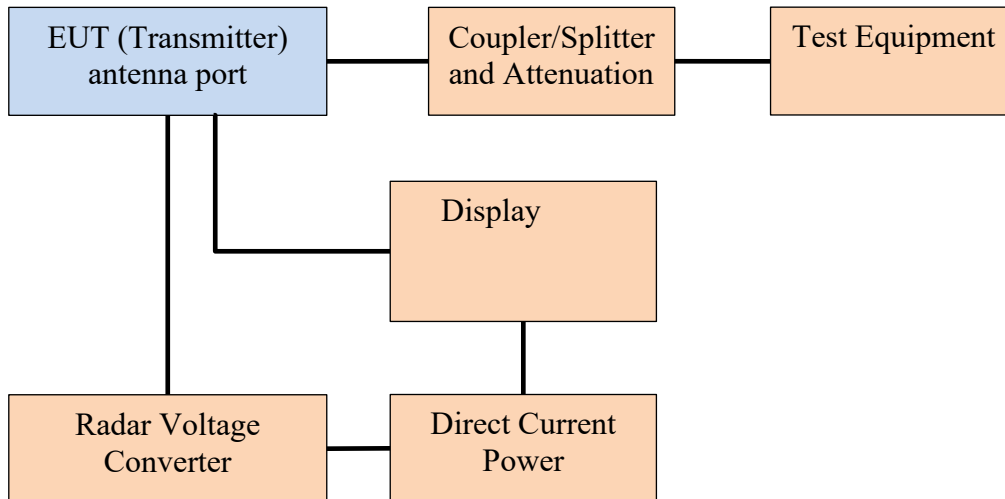 EUT (Transmitter)
antenna port
Coupler/Splitter
and Attenuation
Test Equipment
Display
Radar Voltage
Converter
Direct Current
Power